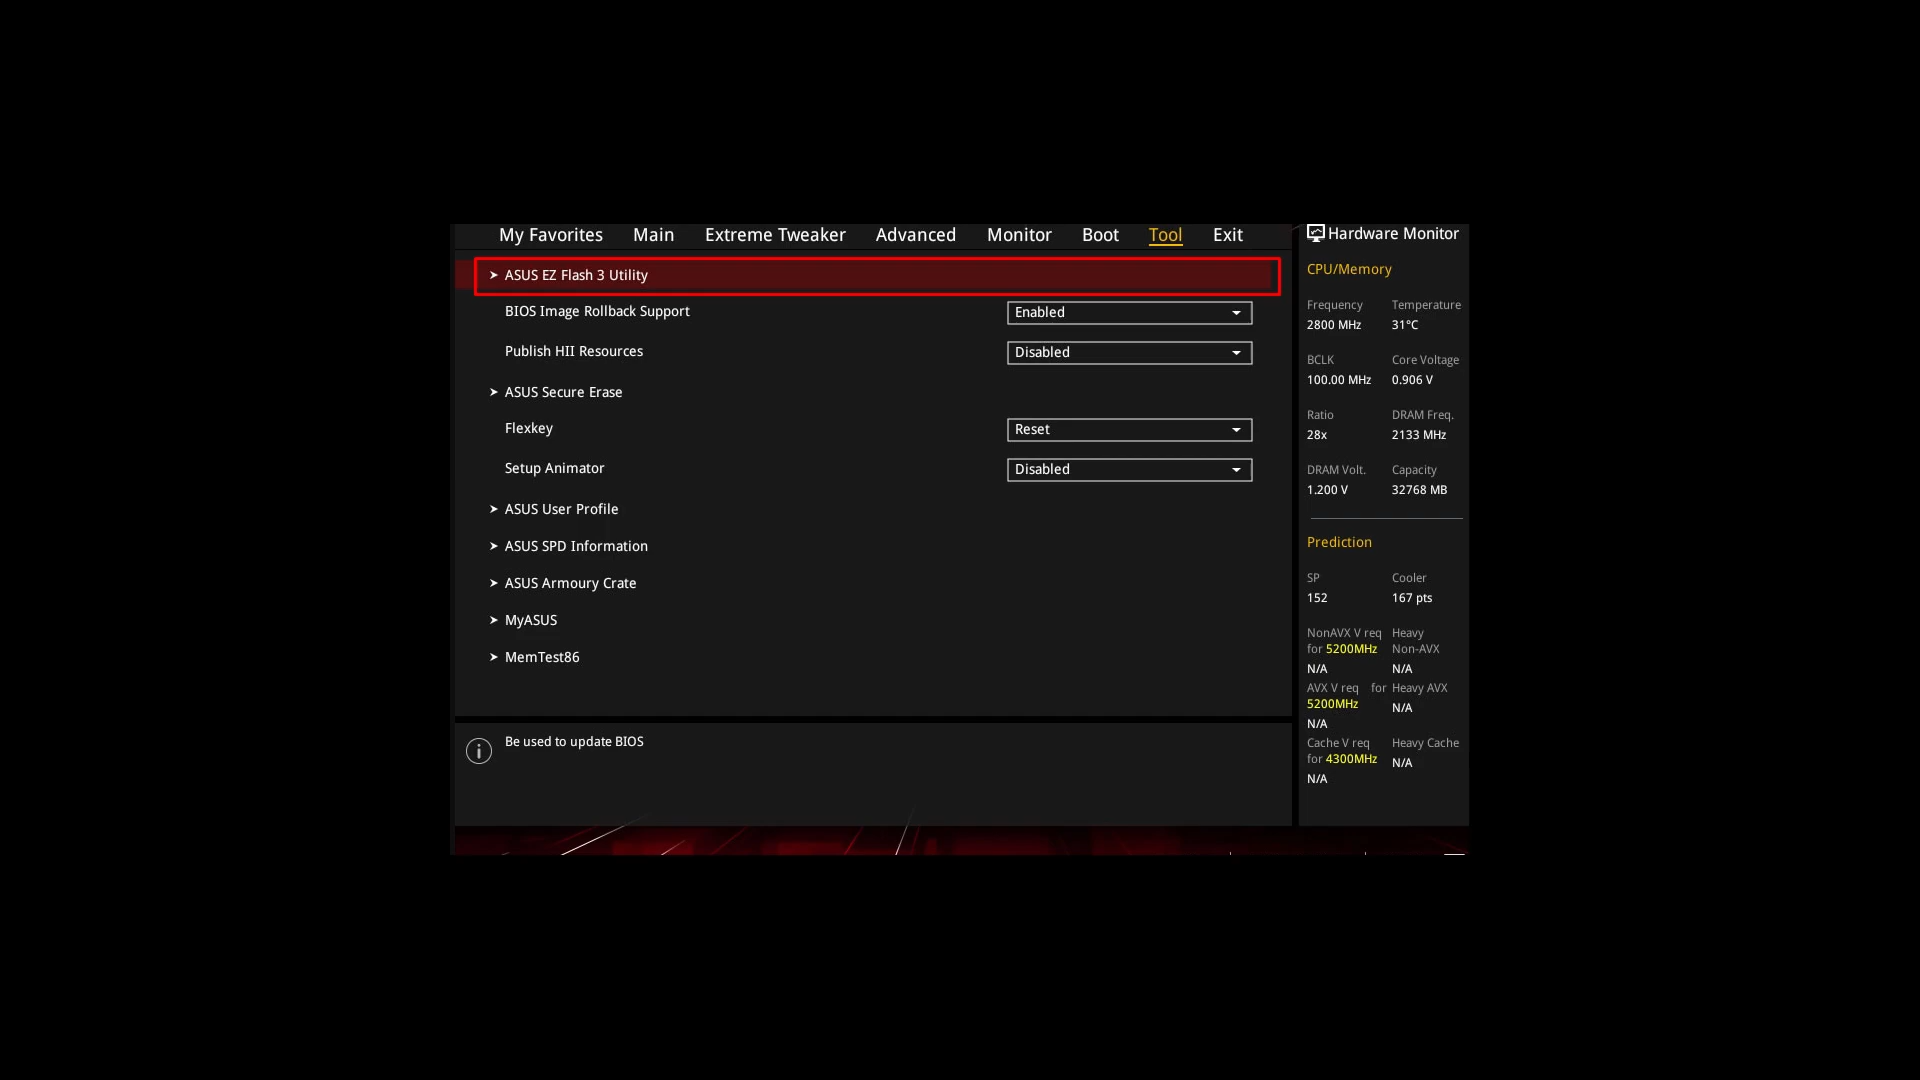 My Favorites Main Extreme Tweaker Advanced Monitor Boot Tool Exit
ASUS EZ Flash 3 Utility
BIOS Image Rollback Support Enabled
Publish HII Resources Disabled
ASUS Secure Erase
Flexkey Reset
Setup Animator Disabled
ASUS User Profile
ASUS SPD Information
ASUS Armoury Crate
MyASUS
MemTest86
Be used to update BIOS
Hardware Monitor
CPU/Memory
Frequency Temperature
2800 MHz 31°C
BCLK Core Voltage
100.00 MHz 0.906 V
Ratio DRAM Freq.
28x 2133 MHz
DRAM Volt. Capacity
1.200 V 32768 MB
Prediction
SP Cooler
152 167 pts
NonAVX V req Heavy
for 5200MHz Non-AVX
N/A N/A
AVX V req for Heavy AVX
5200MHz N/A
N/A
Cache V req Heavy Cache
for 4300MHz N/A
N/A